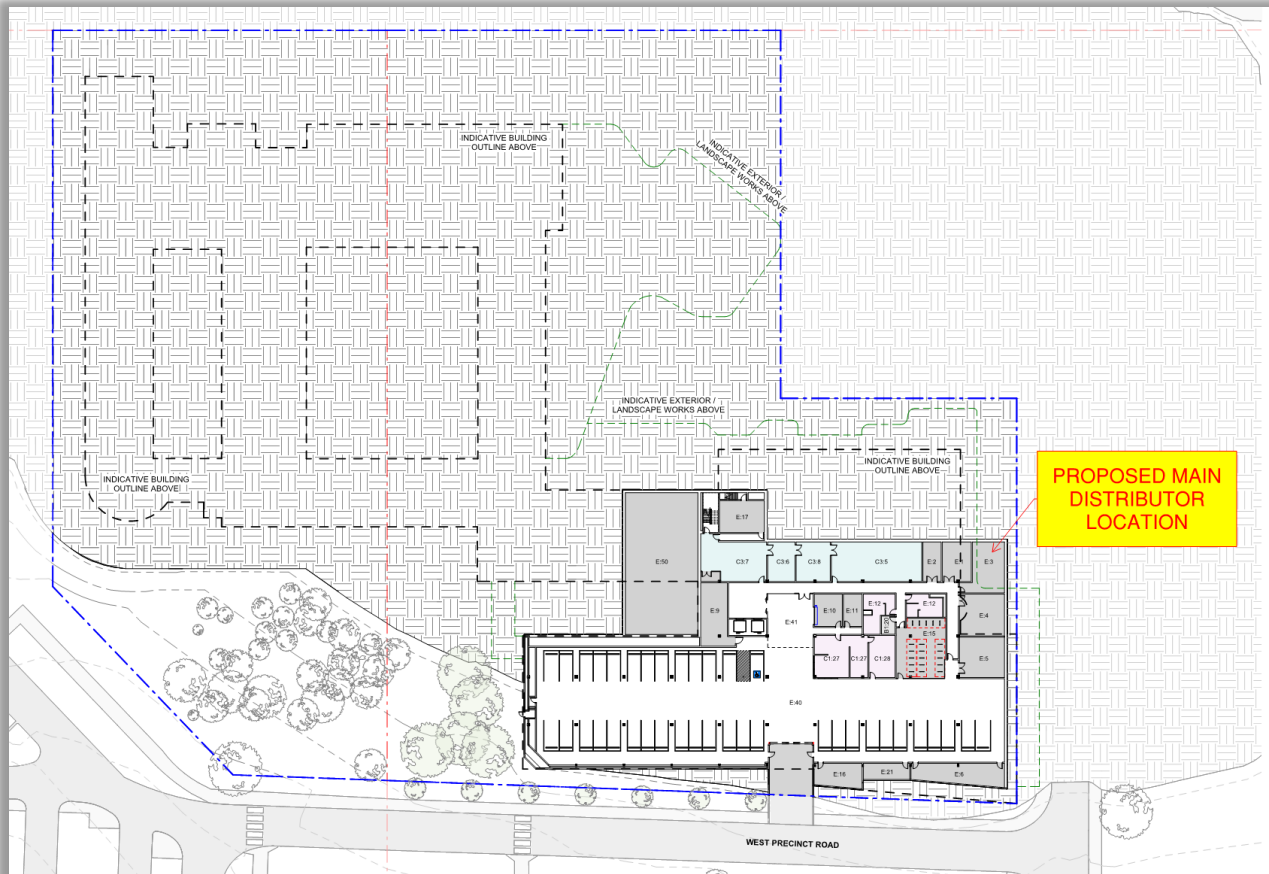 INDICATIVE BUILDING
OUTLINE ABOVE
INDICATIVE EXTERIOR /
LANDSCAPE WORKS ABOVE
INDICATIVE EXTERIOR /
LANDSCAPE WORKS ABOVE
INDICATIVE BUILDING
OUTLINE ABOVE
INDICATIVE BUILDING
OUTLINE ABOVE
PROPOSED MAIN
DISTRIBUTOR
LOCATION
E:17
E:50
C3:7
C3:6
C3:8
C3:5
E:2
E:1
E:3
E:9
E:41
E:10
E:11
E:12
B1:20
E:12
E:4
E:15
C1:27
C1:27
C1:28
E:5
E:40
E:16
E:21
E:6
WEST PRECINCT ROAD